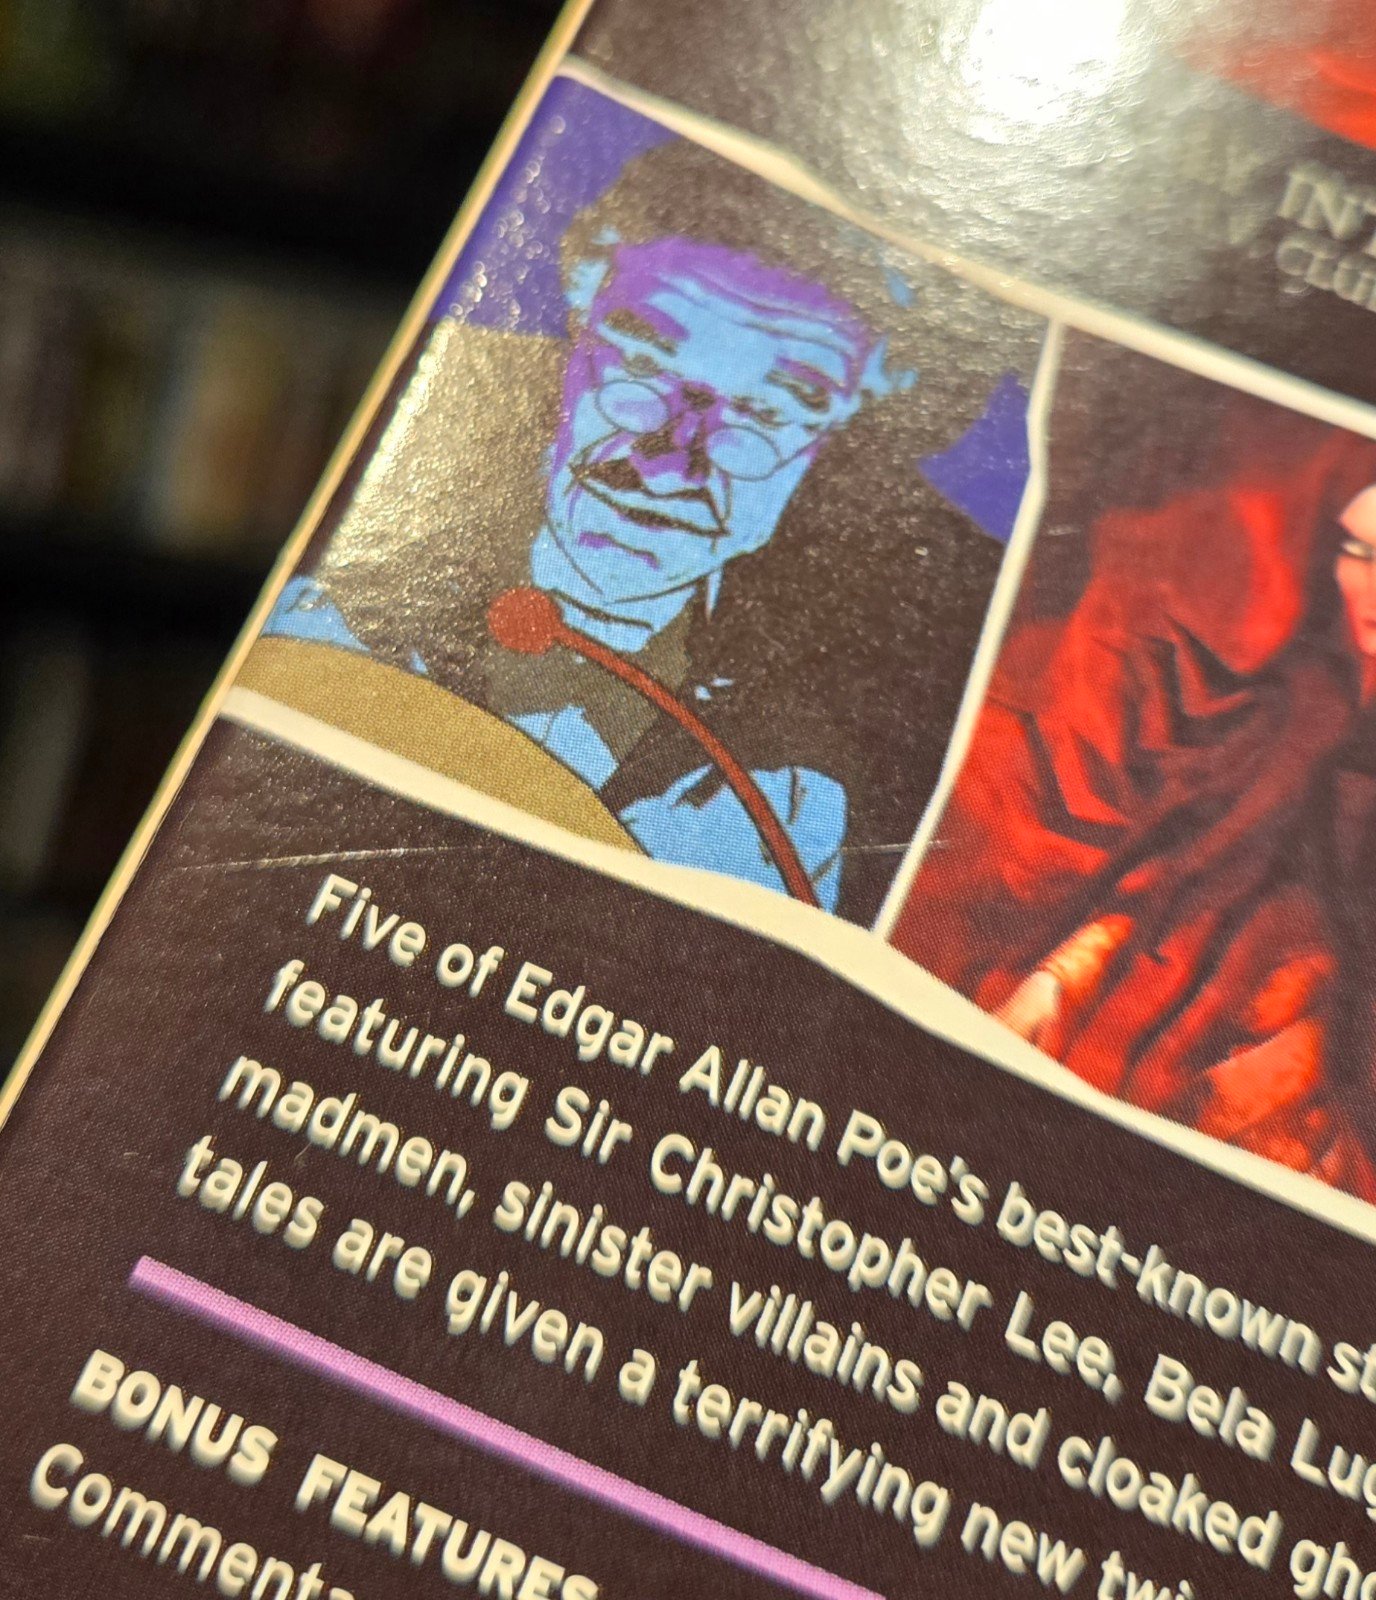 Five of Edgar Allan Poe's best-known
featuring Sir Christopher Lee, Bela
madmen, sinister villains and cloaked
tales are given a terrifying new
BONUS FEATURES